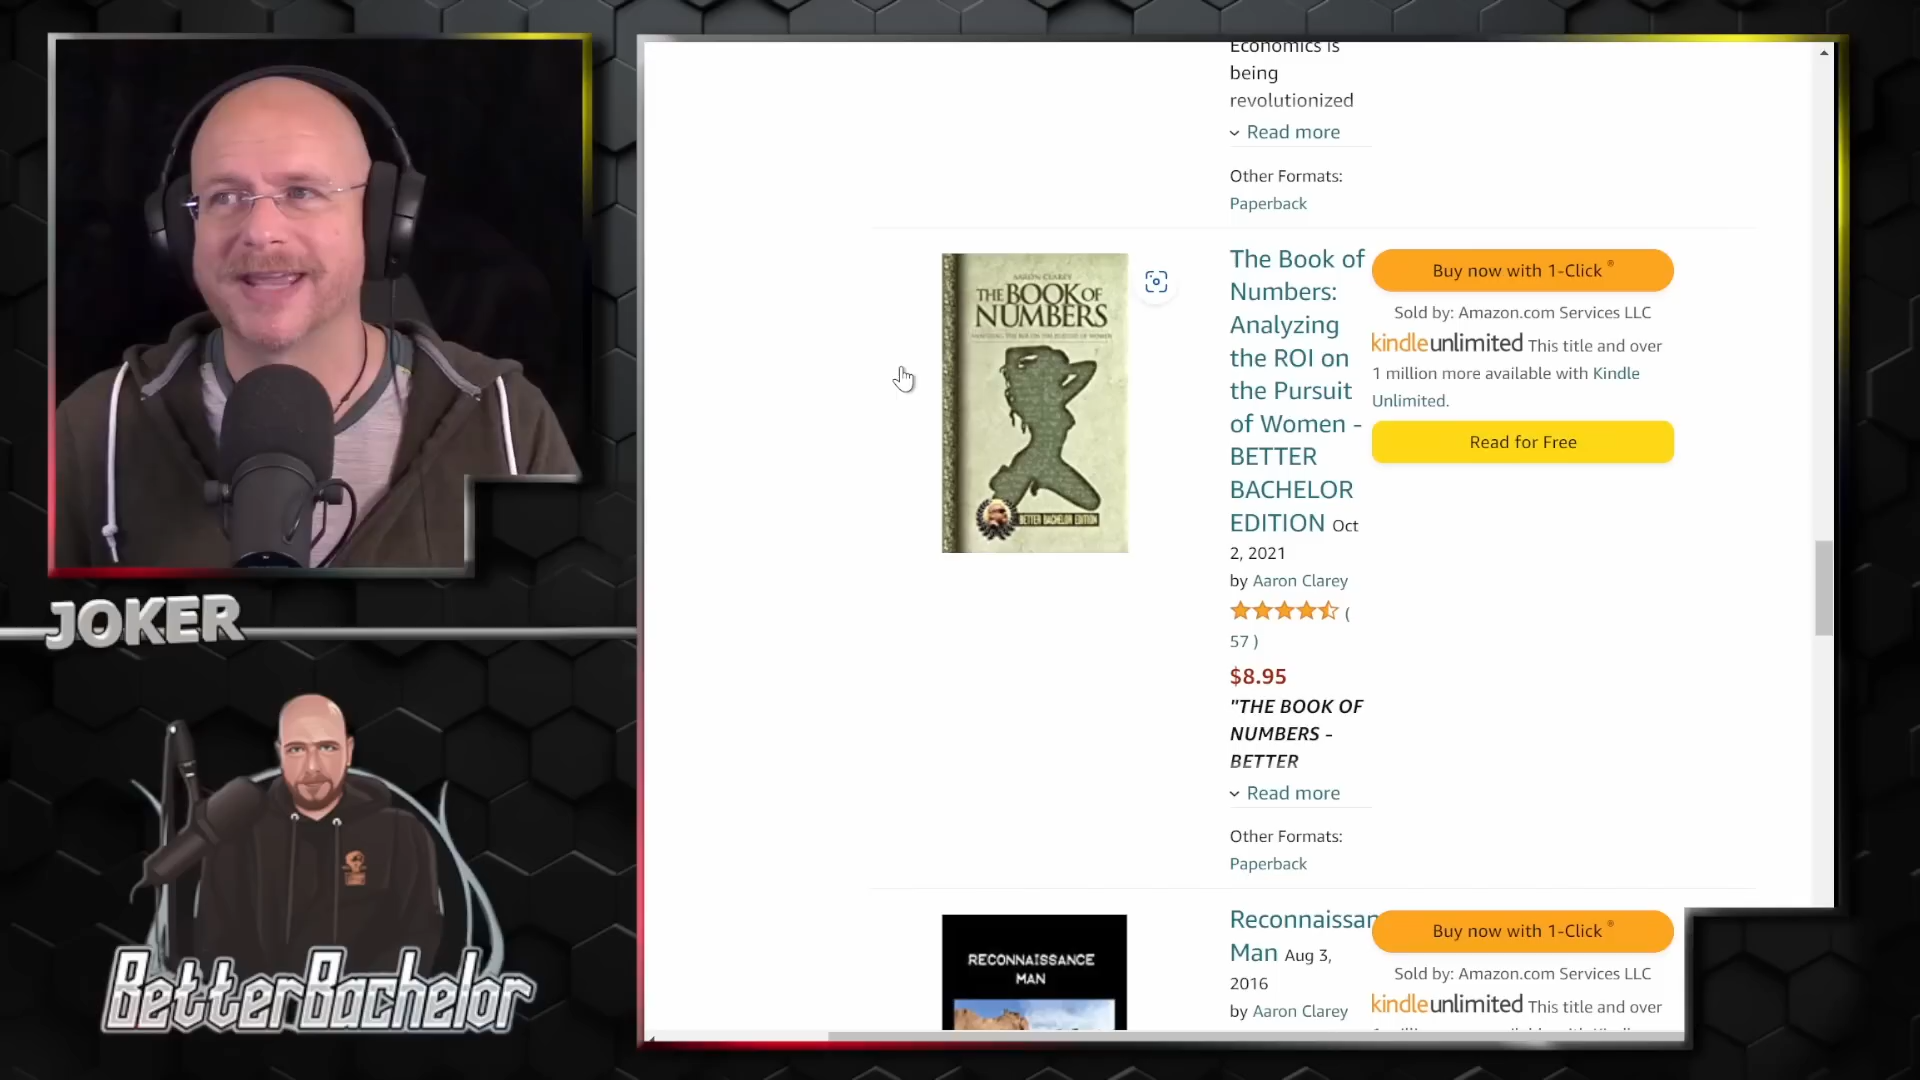 Economics is
being
revolutionized
Read more
Other Formats:
Paperback
AARON CLAREY
THE BOOK OF
NUMBERS
BETTER BACHELOR EDITION
The Book of
Numbers:
Analyzing
the ROI on
the Pursuit
of Women -
BETTER
BACHELOR
EDITION Oct
2, 2021
by Aaron Clarey
(
57 )
$8.95
"THE BOOK OF
NUMBERS -
BETTER
Read more
Other Formats:
Paperback
Buy now with 1-Click ®
Sold by: Amazon.com Services LLC
kindleunlimited This title and over
1 million more available with Kindle
Unlimited.
Read for Free
JOKER
BetterBachelor
RECONNAISSANCE
MAN
Reconnaissan
Man Aug 3,
2016
by Aaron Clarey
Buy now with 1-Click ®
Sold by: Amazon.com Services LLC
kindleunlimited This title and over